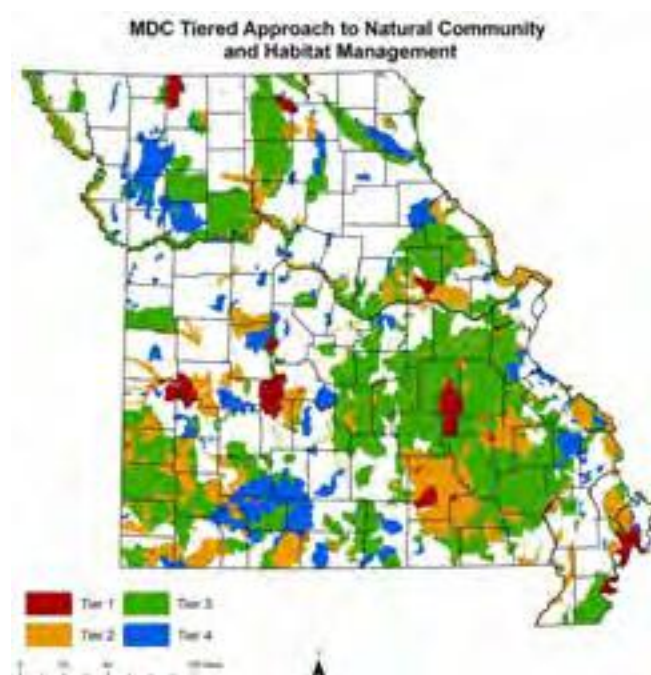 MDC Tiered Approach to Natural Community
and Habitat Management
Tier 1 Tier 3
Tier 2 Tier 4